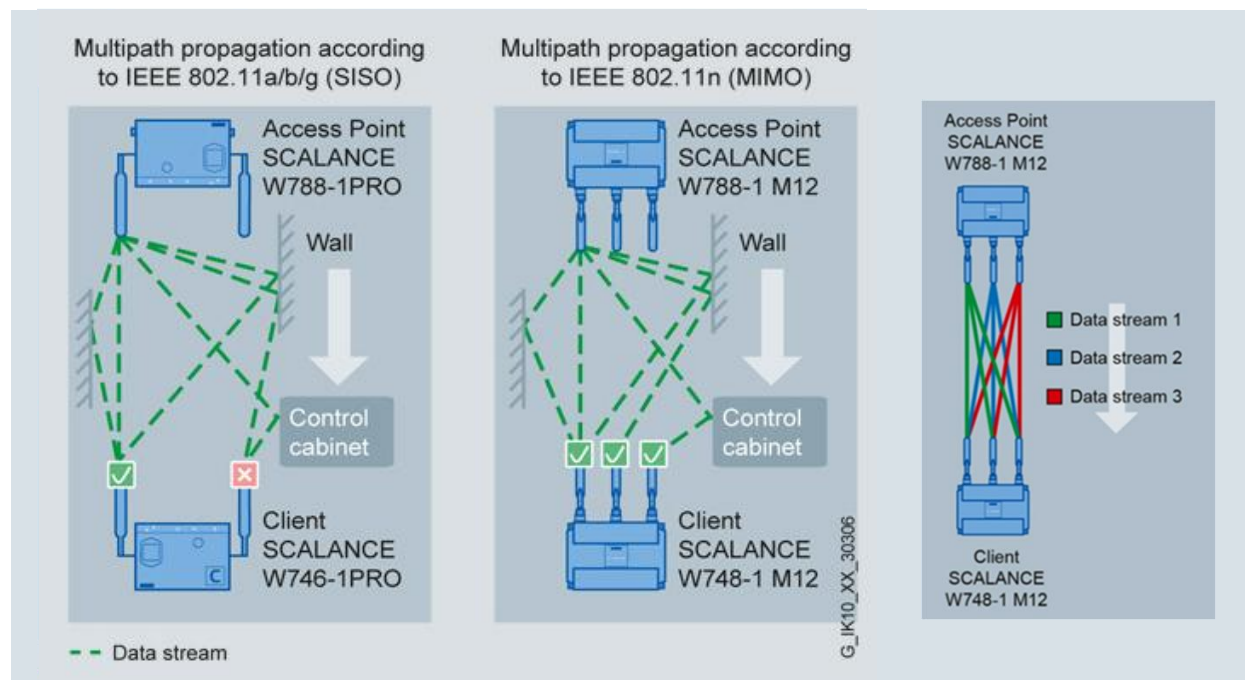 Multipath propagation according
to IEEE 802.11a/b/g (SISO)
Access Point
SCALANCE
W788-1PRO
Wall
Control
cabinet
Client
SCALANCE
W746-1PRO
C
Data stream
Multipath propagation according
to IEEE 802.11n (MIMO)
Access Point
SCALANCE
W788-1 M12
Wall
Control
cabinet
Client
SCALANCE
W748-1 M12
G_IK10_XX_30306
Access Point
SCALANCE
W788-1 M12
Data stream 1
Data stream 2
Data stream 3
Client
SCALANCE
W748-1 M12